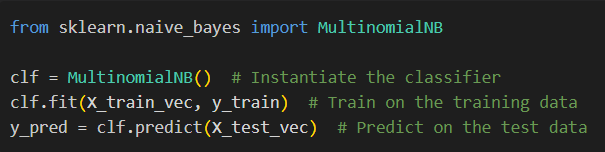 from sklearn.naive_bayes import MultinomialNB
clf = MultinomialNB()  # Instantiate the classifier
clf.fit(X_train_vec, y_train)  # Train on the training data
y_pred = clf.predict(X_test_vec)  # Predict on the test data